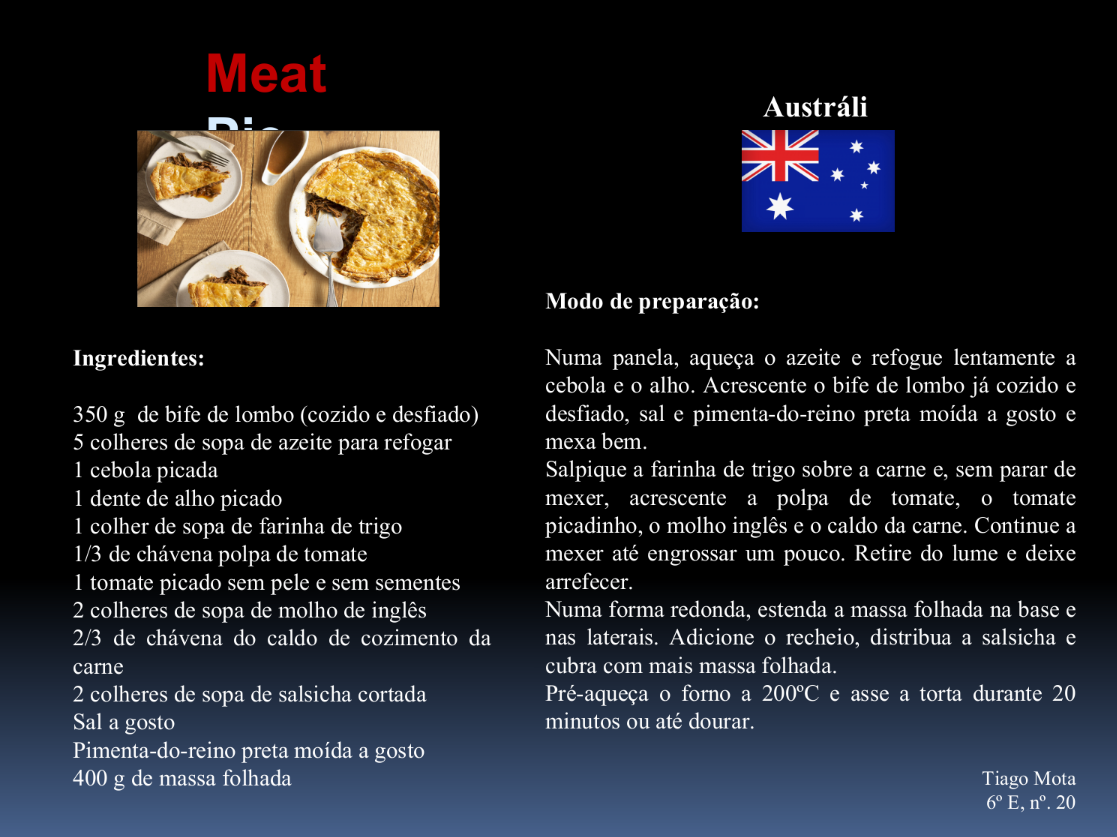 Meat
Pie
Austráli
Ingredientes:
350 g  de bife de lombo (cozido e desfiado)
5 colheres de sopa de azeite para refogar
1 cebola picada
1 dente de alho picado
1 colher de sopa de farinha de trigo
1/3 de chávena polpa de tomate
1 tomate picado sem pele e sem sementes
2 colheres de sopa de molho de inglês
2/3 de chávena do caldo de cozimento da
carne
2 colheres de sopa de salsicha cortada
Sal a gosto
Pimenta-do-reino preta moída a gosto
400 g de massa folhada
Modo de preparação:
Numa panela, aqueça o azeite e refogue lentamente a
cebola e o alho. Acrescente o bife de lombo já cozido e
desfiado, sal e pimenta-do-reino preta moída a gosto e
mexa bem.
Salpique a farinha de trigo sobre a carne e, sem parar de
mexer, acrescente a polpa de tomate, o tomate
picadinho, o molho inglês e o caldo da carne. Continue a
mexer até engrossar um pouco. Retire do lume e deixe
arrefecer.
Numa forma redonda, estenda a massa folhada na base e
nas laterais. Adicione o recheio, distribua a salsicha e
cubra com mais massa folhada.
Pré-aqueça o forno a 200ºC e asse a torta durante 20
minutos ou até dourar.
Tiago Mota
6º E, nº. 20